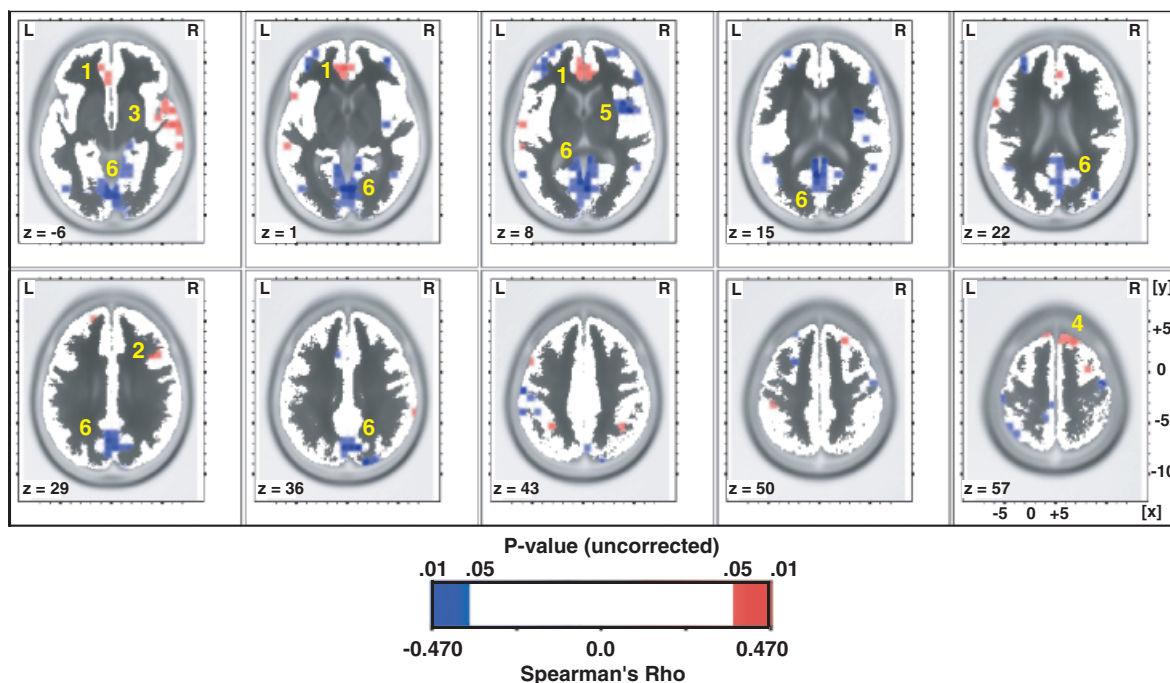 L R L R L R L R L R
1 1 1
3 5
6 6 6 6 6
z = -6 z = 1 z = 8 z = 15 z = 22
L R L R L R L R L R
[y]
2 4 +5
0
6 6 -5
-10
z = 29 z = 36 z = 43 z = 50 z = 57
-5 0 +5 [x]
P-value (uncorrected)
.01 .05 .05 .01
-0.470 0.0 0.470
Spearman's Rho